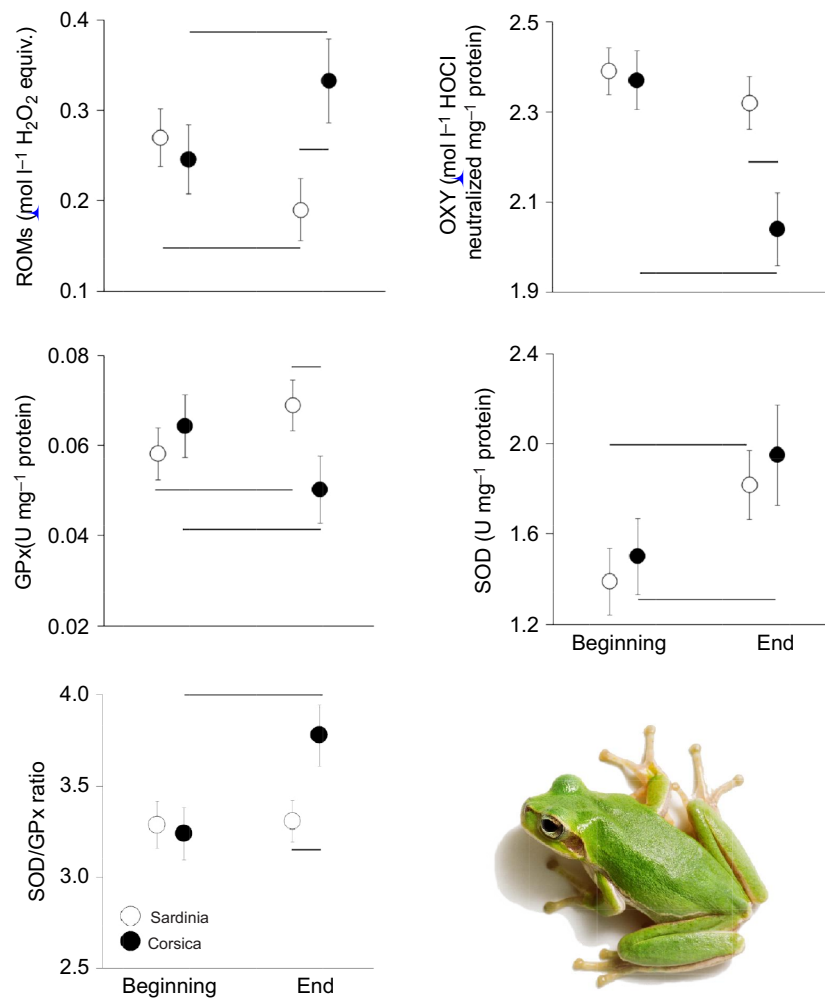 0.4
0.3
0.2
0.1
ROMs (mol l⁻¹ H₂O₂ equiv.)
2.6
2.3
2.1
1.9
OXY (mol l⁻¹ HOCl
neutralized mg⁻¹ protein)
0.08
0.06
0.04
0.02
GPx(U mg⁻¹ protein)
2.4
2.0
1.6
1.2
SOD (U mg⁻¹ protein)
Beginning End
4.0
3.5
3.0
2.5
SOD/GPx ratio
Sardinia
Corsica
Beginning End